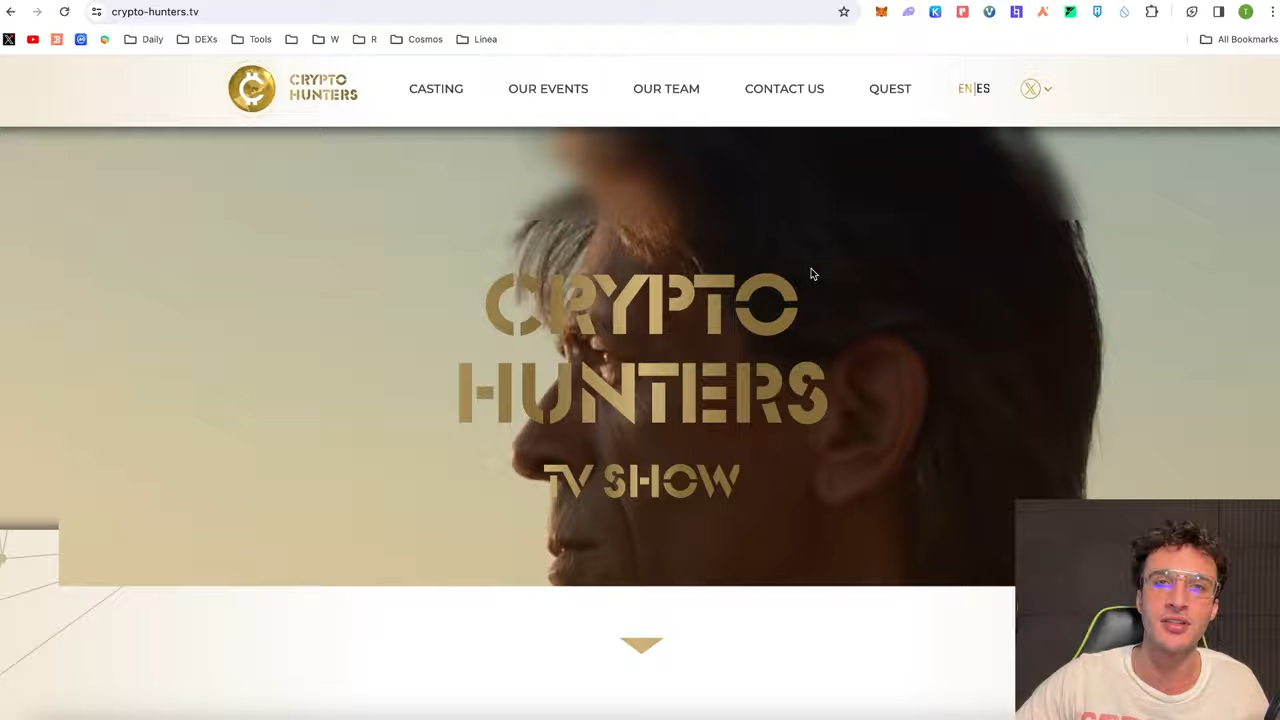 crypto-hunters.tv
T
Daily
DEXs
Tools
W
R
Cosmos
Linea
All Bookmarks
CRYPTO
HUNTERS
CASTING
OUR EVENTS
OUR TEAM
CONTACT US
QUEST
EN|ES
CRYPTO
HUNTERS
TV SHOW